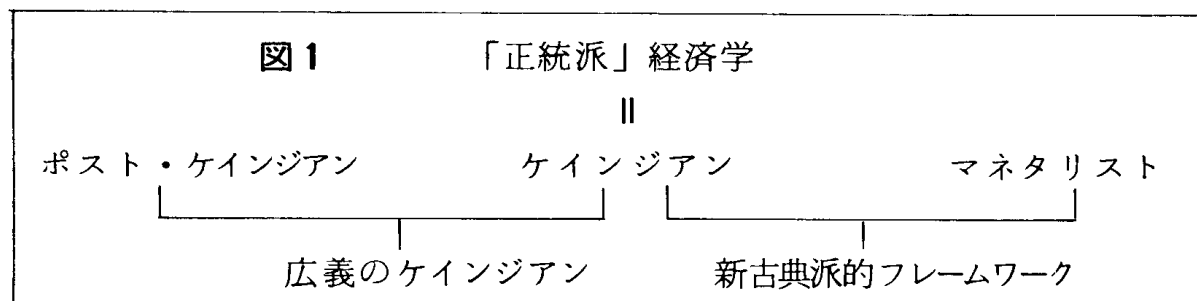 図1 「正統派」経済学
॥
ポスト・ケインジアン ケインジアン マネタリスト
広義のケインジアン 新古典派的フレームワーク